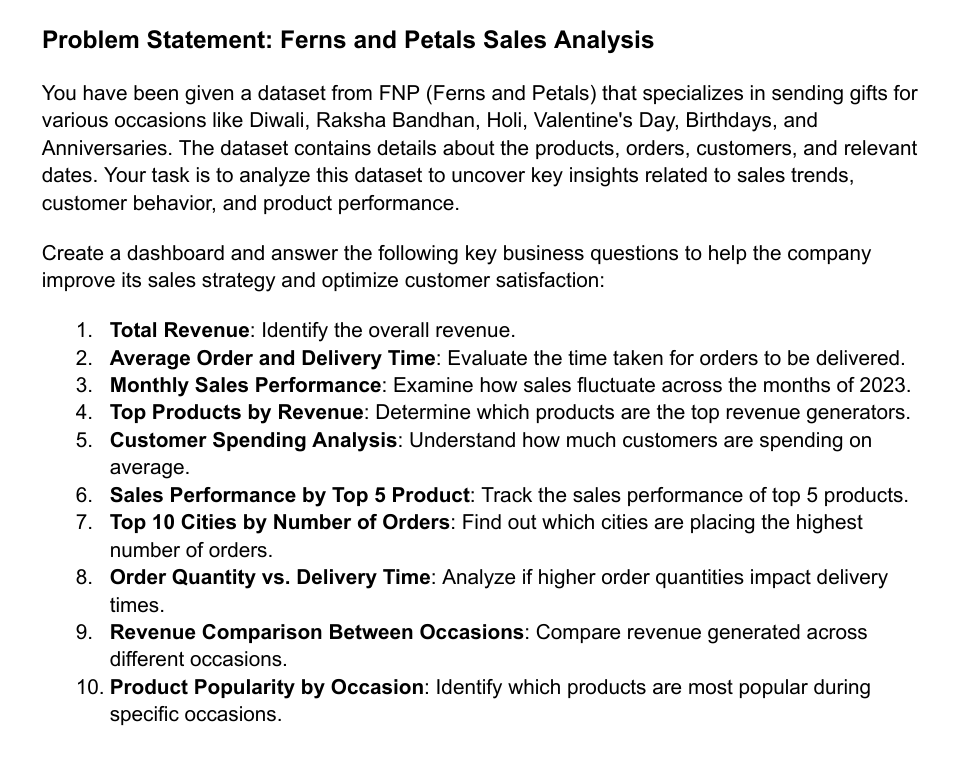 Problem Statement: Ferns and Petals Sales Analysis
You have been given a dataset from FNP (Ferns and Petals) that specializes in sending gifts for
various occasions like Diwali, Raksha Bandhan, Holi, Valentine's Day, Birthdays, and
Anniversaries. The dataset contains details about the products, orders, customers, and relevant
dates. Your task is to analyze this dataset to uncover key insights related to sales trends,
customer behavior, and product performance.
Create a dashboard and answer the following key business questions to help the company
improve its sales strategy and optimize customer satisfaction:
1. Total Revenue: Identify the overall revenue.
2. Average Order and Delivery Time: Evaluate the time taken for orders to be delivered.
3. Monthly Sales Performance: Examine how sales fluctuate across the months of 2023.
4. Top Products by Revenue: Determine which products are the top revenue generators.
5. Customer Spending Analysis: Understand how much customers are spending on
average.
6. Sales Performance by Top 5 Product: Track the sales performance of top 5 products.
7. Top 10 Cities by Number of Orders: Find out which cities are placing the highest
number of orders.
8. Order Quantity vs. Delivery Time: Analyze if higher order quantities impact delivery
times.
9. Revenue Comparison Between Occasions: Compare revenue generated across
different occasions.
10. Product Popularity by Occasion: Identify which products are most popular during
specific occasions.